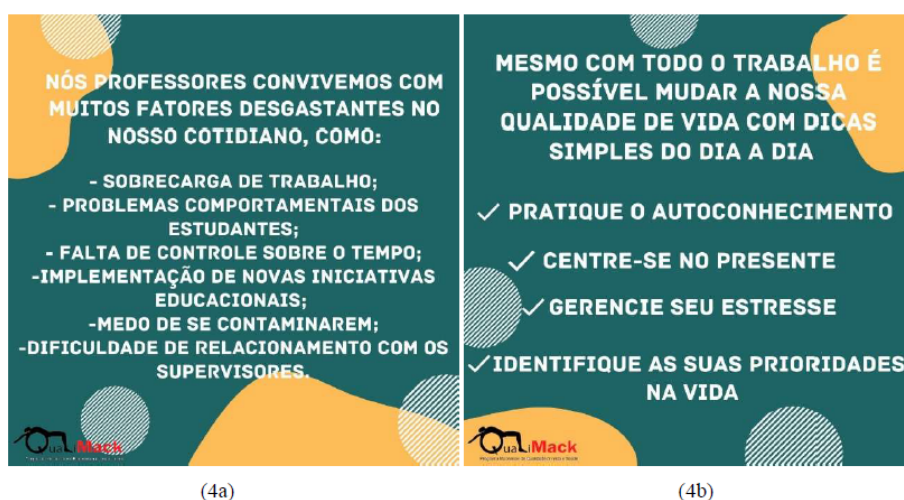 NÓS PROFESSORES CONVIVEMOS COM
MUITOS FATORES DESGASTANTES NO
NOSSO COTIDIANO, COMO:
- SOBRECARGA DE TRABALHO;
- PROBLEMAS COMPORTAMENTAIS DOS
ESTUDANTES;
- FALTA DE CONTROLE SOBRE O TEMPO;
-IMPLEMENTAÇÃO DE NOVAS INICIATIVAS
EDUCACIONAIS;
-MEDO DE SE CONTAMINAREM;
-DIFICULDADE DE RELACIONAMENTO COM OS
SUPERVISORES.
QuaLiMack
(4a)
MESMO COM TODO O TRABALHO É
POSSÍVEL MUDAR A NOSSA
QUALIDADE DE VIDA COM DICAS
SIMPLES DO DIA A DIA
✓ PRATIQUE O AUTOCONHECIMENTO
✓ CENTRE-SE NO PRESENTE
✓ GERENCIE SEU ESTRESSE
✓ IDENTIFIQUE AS SUAS PRIORIDADES
NA VIDA
QuaLiMack
(4b)